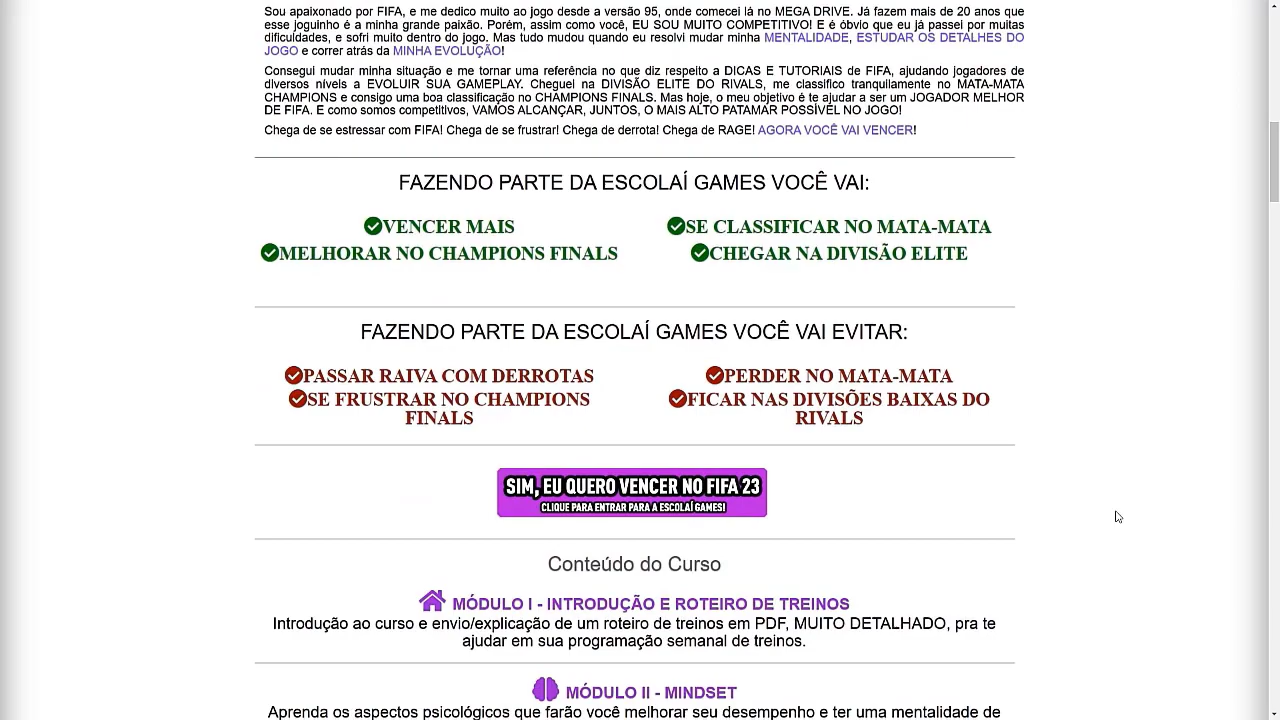 Sou apaixonado por FIFA, e me dedico muito ao jogo desde a versão 95, onde comecei lá no MEGA DRIVE. Já fazem mais de 20 anos que
esse joguinho é a minha grande paixão. Porém, assim como você, EU SOU MUITO COMPETITIVO! E é óbvio que eu já passei por muitas
dificuldades, e sofri muito dentro do jogo. Mas tudo mudou quando eu resolvi mudar minha MENTALIDADE, ESTUDAR OS DETALHES DO
JOGO e correr atrás da MINHA EVOLUÇÃO!
Consegui mudar minha situação e me tornar uma referência no que diz respeito a DICAS E TUTORIAIS de FIFA, ajudando jogadores de
diversos níveis a EVOLUIR SUA GAMEPLAY. Cheguei na DIVISÃO ELITE DO RIVALS, me classifico tranquilamente no MATA-MATA
CHAMPIONS e consigo uma boa classificação no CHAMPIONS FINALS. Mas hoje, o meu objetivo é te ajudar a ser um JOGADOR MELHOR
DE FIFA. E como somos competitivos, VAMOS ALCANÇAR, JUNTOS, O MAIS ALTO PATAMAR POSSÍVEL NO JOGO!
Chega de se estressar com FIFA! Chega de se frustrar! Chega de derrota! Chega de RAGE! AGORA VOCÊ VAI VENCER!
FAZENDO PARTE DA ESCOLAÍ GAMES VOCÊ VAI:
VENCER MAIS
SE CLASSIFICAR NO MATA-MATA
MELHORAR NO CHAMPIONS FINALS
CHEGAR NA DIVISÃO ELITE
FAZENDO PARTE DA ESCOLAÍ GAMES VOCÊ VAI EVITAR:
PASSAR RAIVA COM DERROTAS
PERDER NO MATA-MATA
SE FRUSTRAR NO CHAMPIONS
FINALS
FICAR NAS DIVISÕES BAIXAS DO
RIVALS
SIM, EU QUERO VENCER NO FIFA 23
CLIQUE PARA ENTRAR PARA A ESCOLAÍ GAMES!
Conteúdo do Curso
MÓDULO I - INTRODUÇÃO E ROTEIRO DE TREINOS
Introdução ao curso e envio/explicação de um roteiro de treinos em PDF, MUITO DETALHADO, pra te
ajudar em sua programação semanal de treinos.
MÓDULO II - MINDSET
Aprenda os aspectos psicológicos que farão você melhorar seu desempenho e ter uma mentalidade de